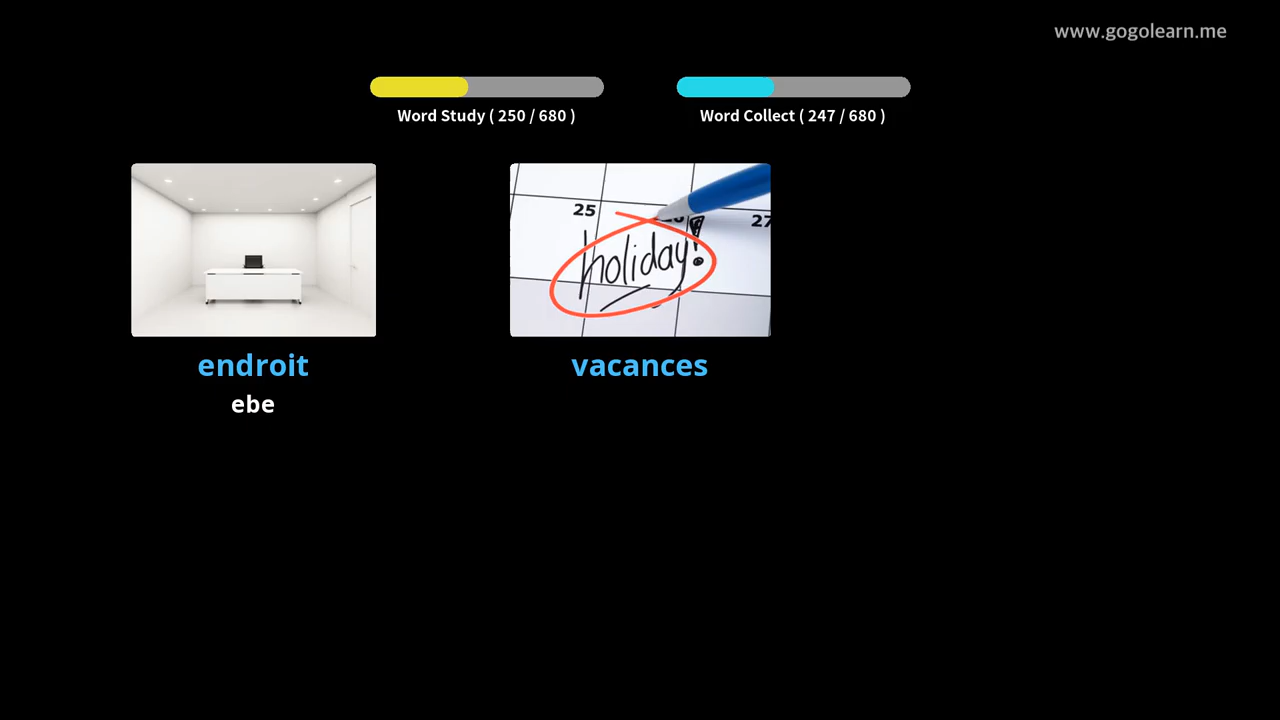 www.gogolearn.me
Word Study ( 250 / 680 )
Word Collect ( 247 / 680 )
25
27
holiday!
endroit
vacances
ebe